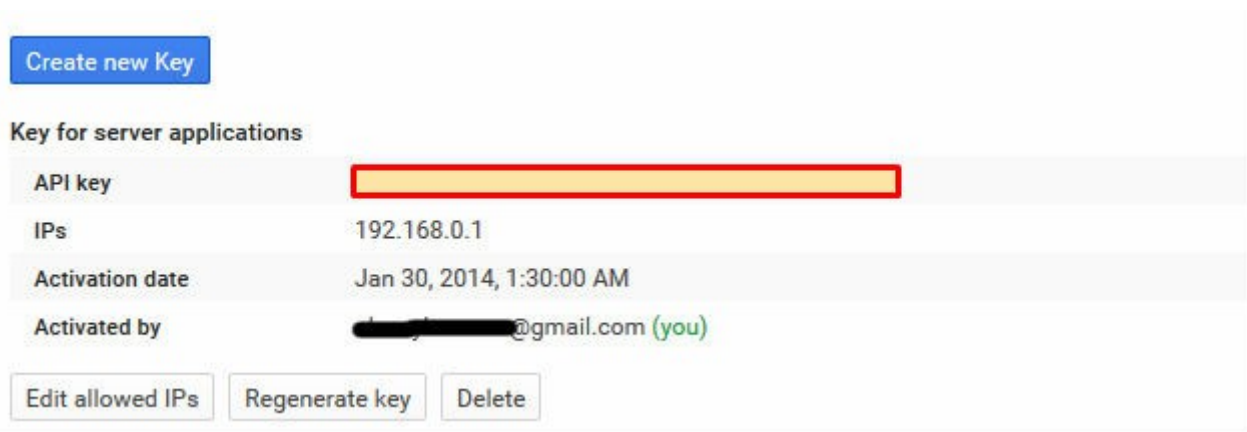 Create new Key
Key for server applications
API key
IPs 192.168.0.1
Activation date Jan 30, 2014, 1:30:00 AM
Activated by @gmail.com (you)
Edit allowed IPs Regenerate key Delete